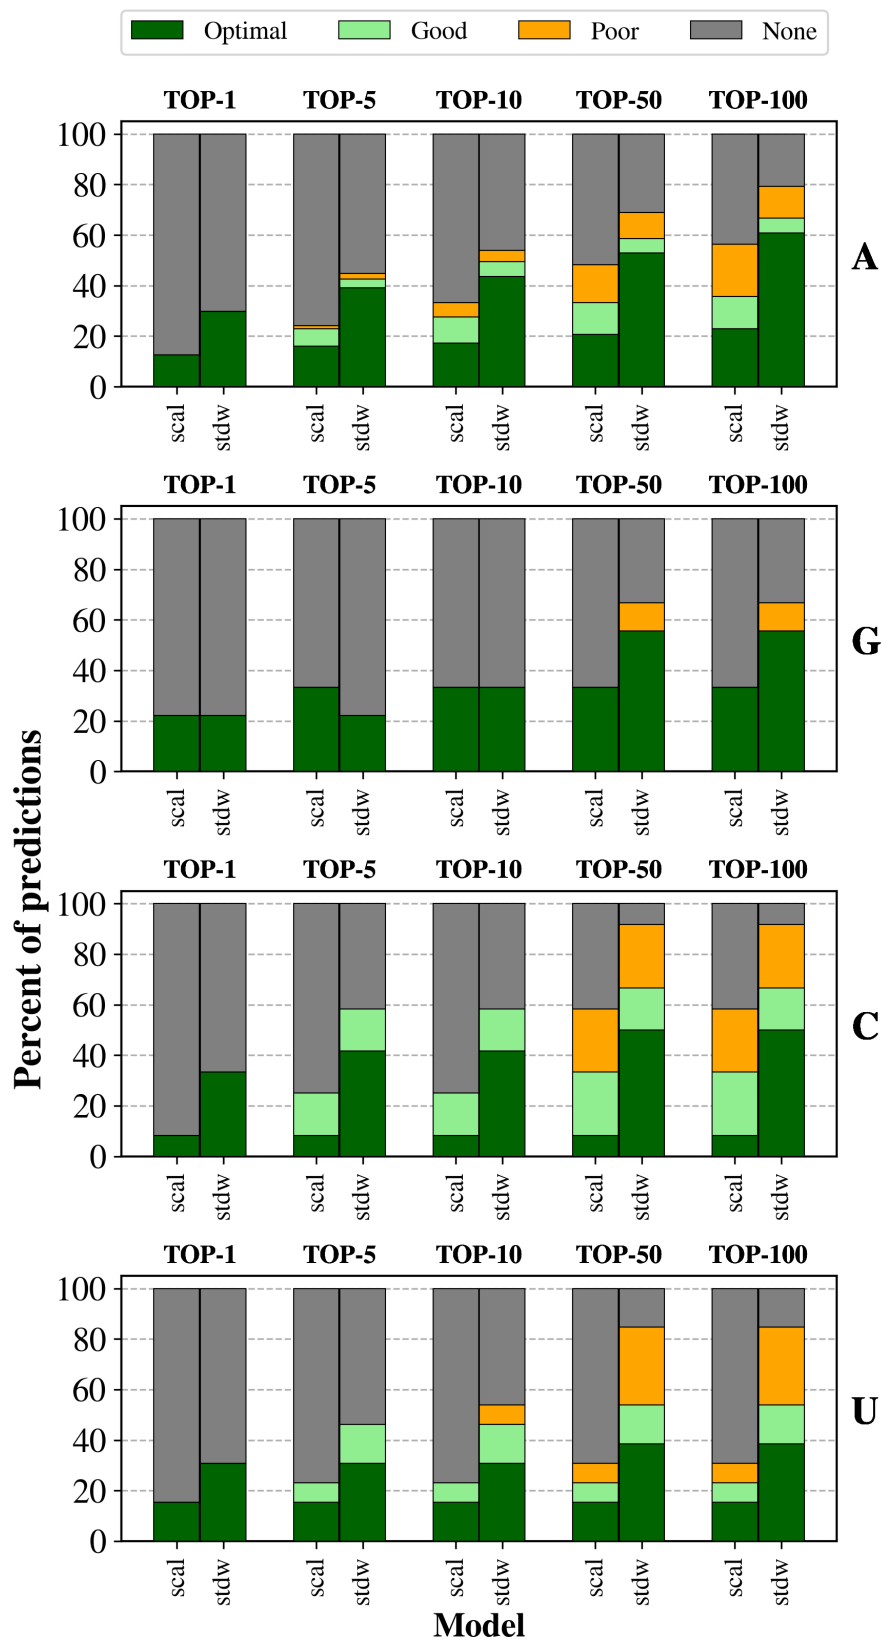 Optimal Good Poor None
TOP-1 TOP-5 TOP-10 TOP-50 TOP-100
100
80
60
40
20
0
A
scal stdw scal stdw scal stdw scal stdw scal stdw
TOP-1 TOP-5 TOP-10 TOP-50 TOP-100
100
80
60
40
20
0
G
scal stdw scal stdw scal stdw scal stdw scal stdw
Percent of predictions
TOP-1 TOP-5 TOP-10 TOP-50 TOP-100
100
80
60
40
20
0
C
scal stdw scal stdw scal stdw scal stdw scal stdw
TOP-1 TOP-5 TOP-10 TOP-50 TOP-100
100
80
60
40
20
0
U
scal stdw scal stdw scal stdw scal stdw scal stdw
Model